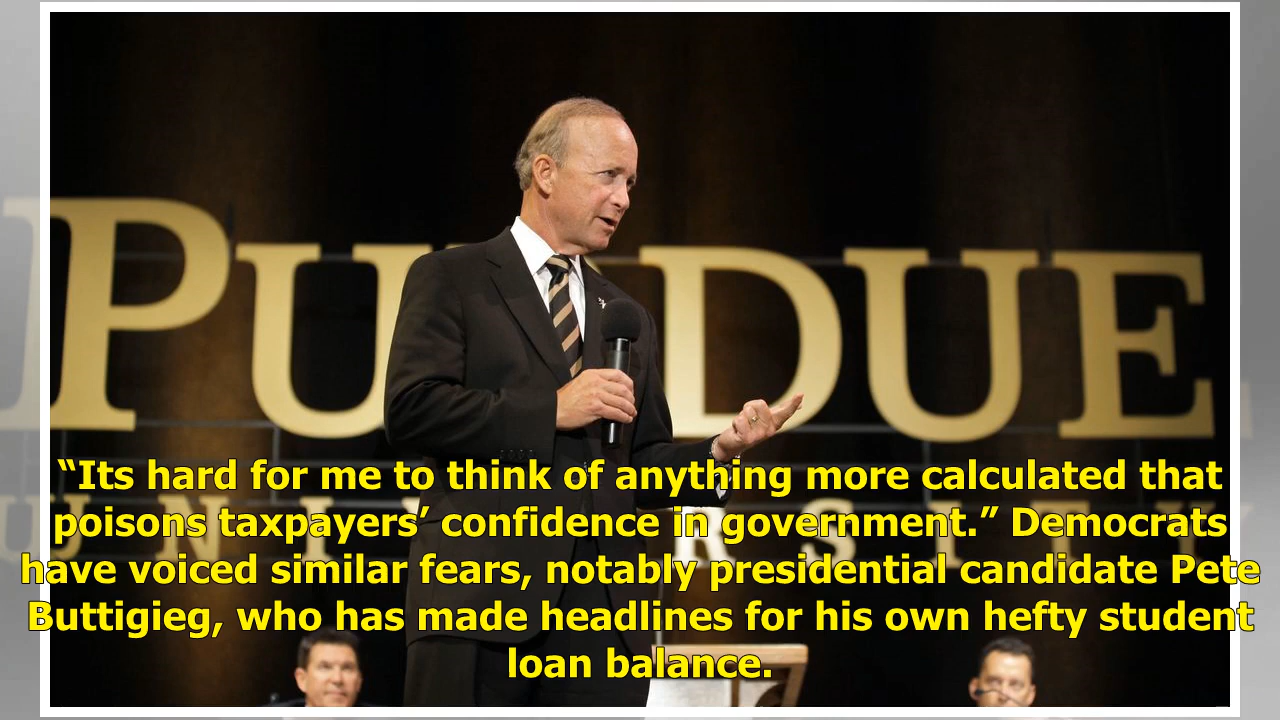 PURDUE
UNIVERSITY
“Its hard for me to think of anything more calculated that
poisons taxpayers’ confidence in government.” Democrats
have voiced similar fears, notably presidential candidate Pete
Buttigieg, who has made headlines for his own hefty student
loan balance.